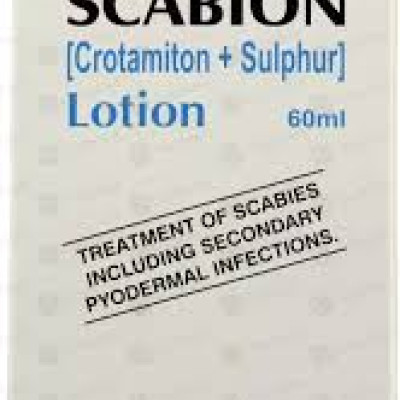 SCABION
[Crotamiton + Sulphur]
Lotion 60ml
TREATMENT OF SCABIES
INCLUDING SECONDARY
PYODERMAL INFECTIONS.